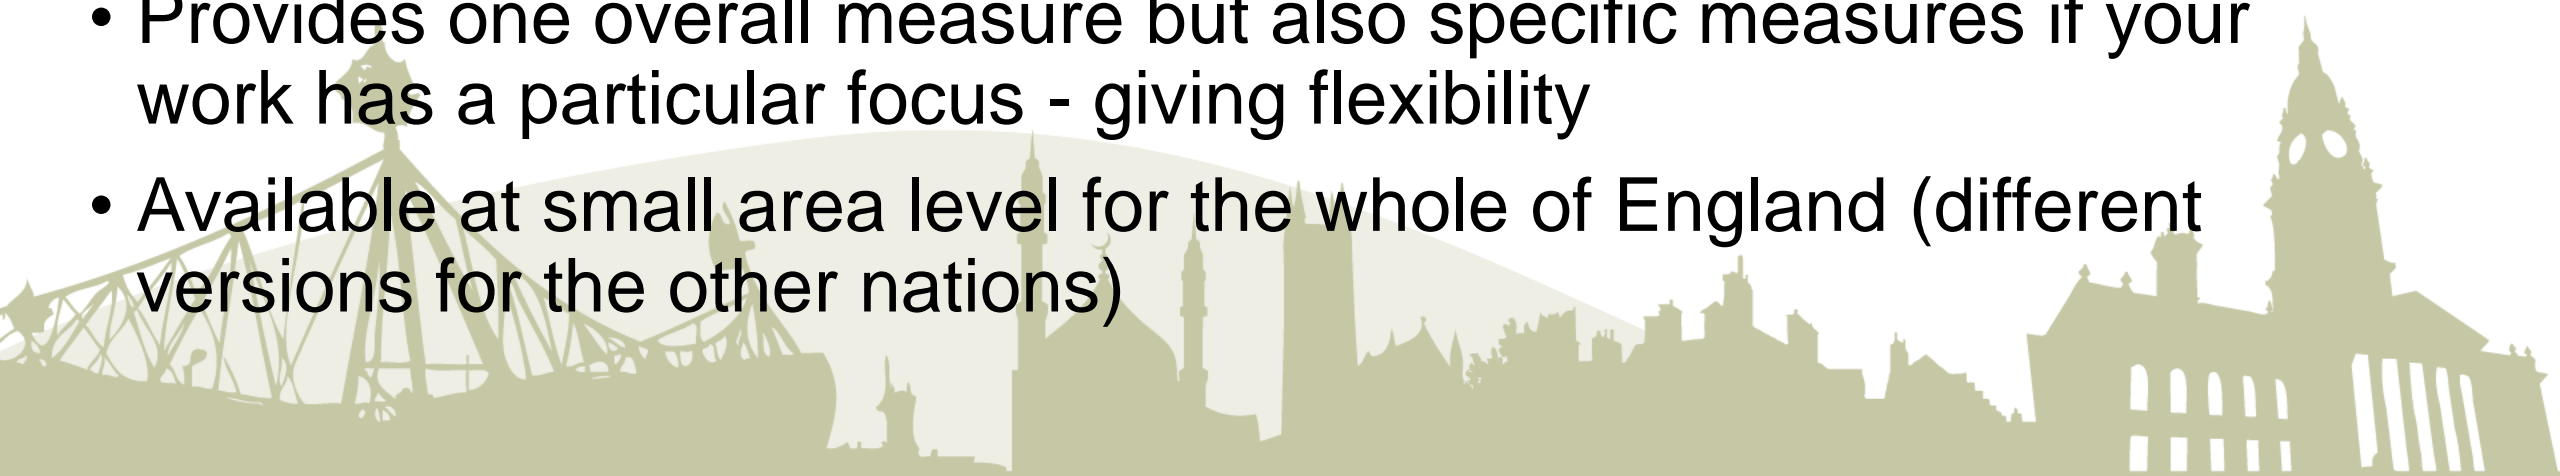 • Provides one overall measure but also specific measures if your
work has a particular focus - giving flexibility
• Available at small area level for the whole of England (different
versions for the other nations)